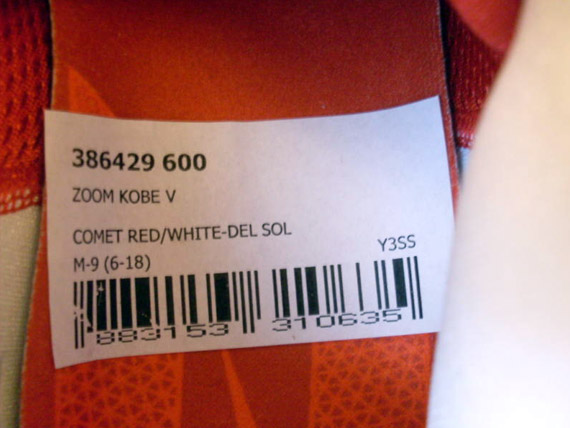 386429 600
ZOOM KOBE V
COMET RED/WHITE-DEL SOL
M-9 (6-18)
Y3SS
883153 310635